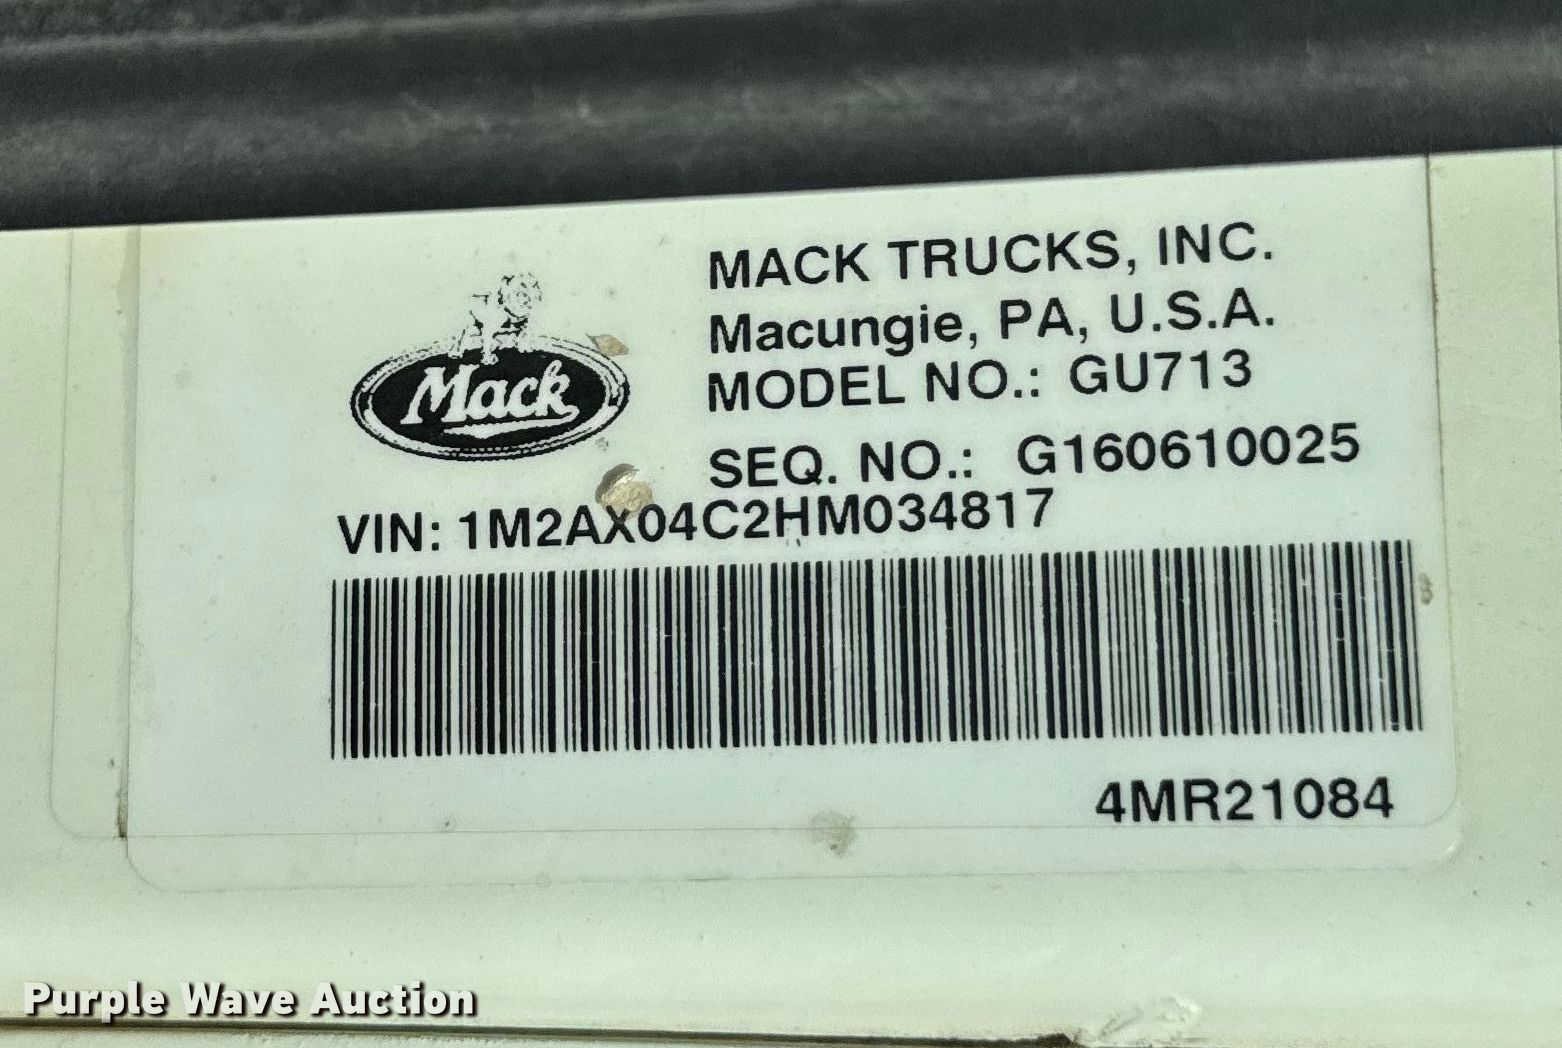 MACK TRUCKS, INC.
Macungie, PA, U.S.A.
MODEL NO.: GU713
Mack
SEQ. NO.: G160610025
VIN: 1M2AX04C2HM034817
4MR21084
Purple Wave Auction